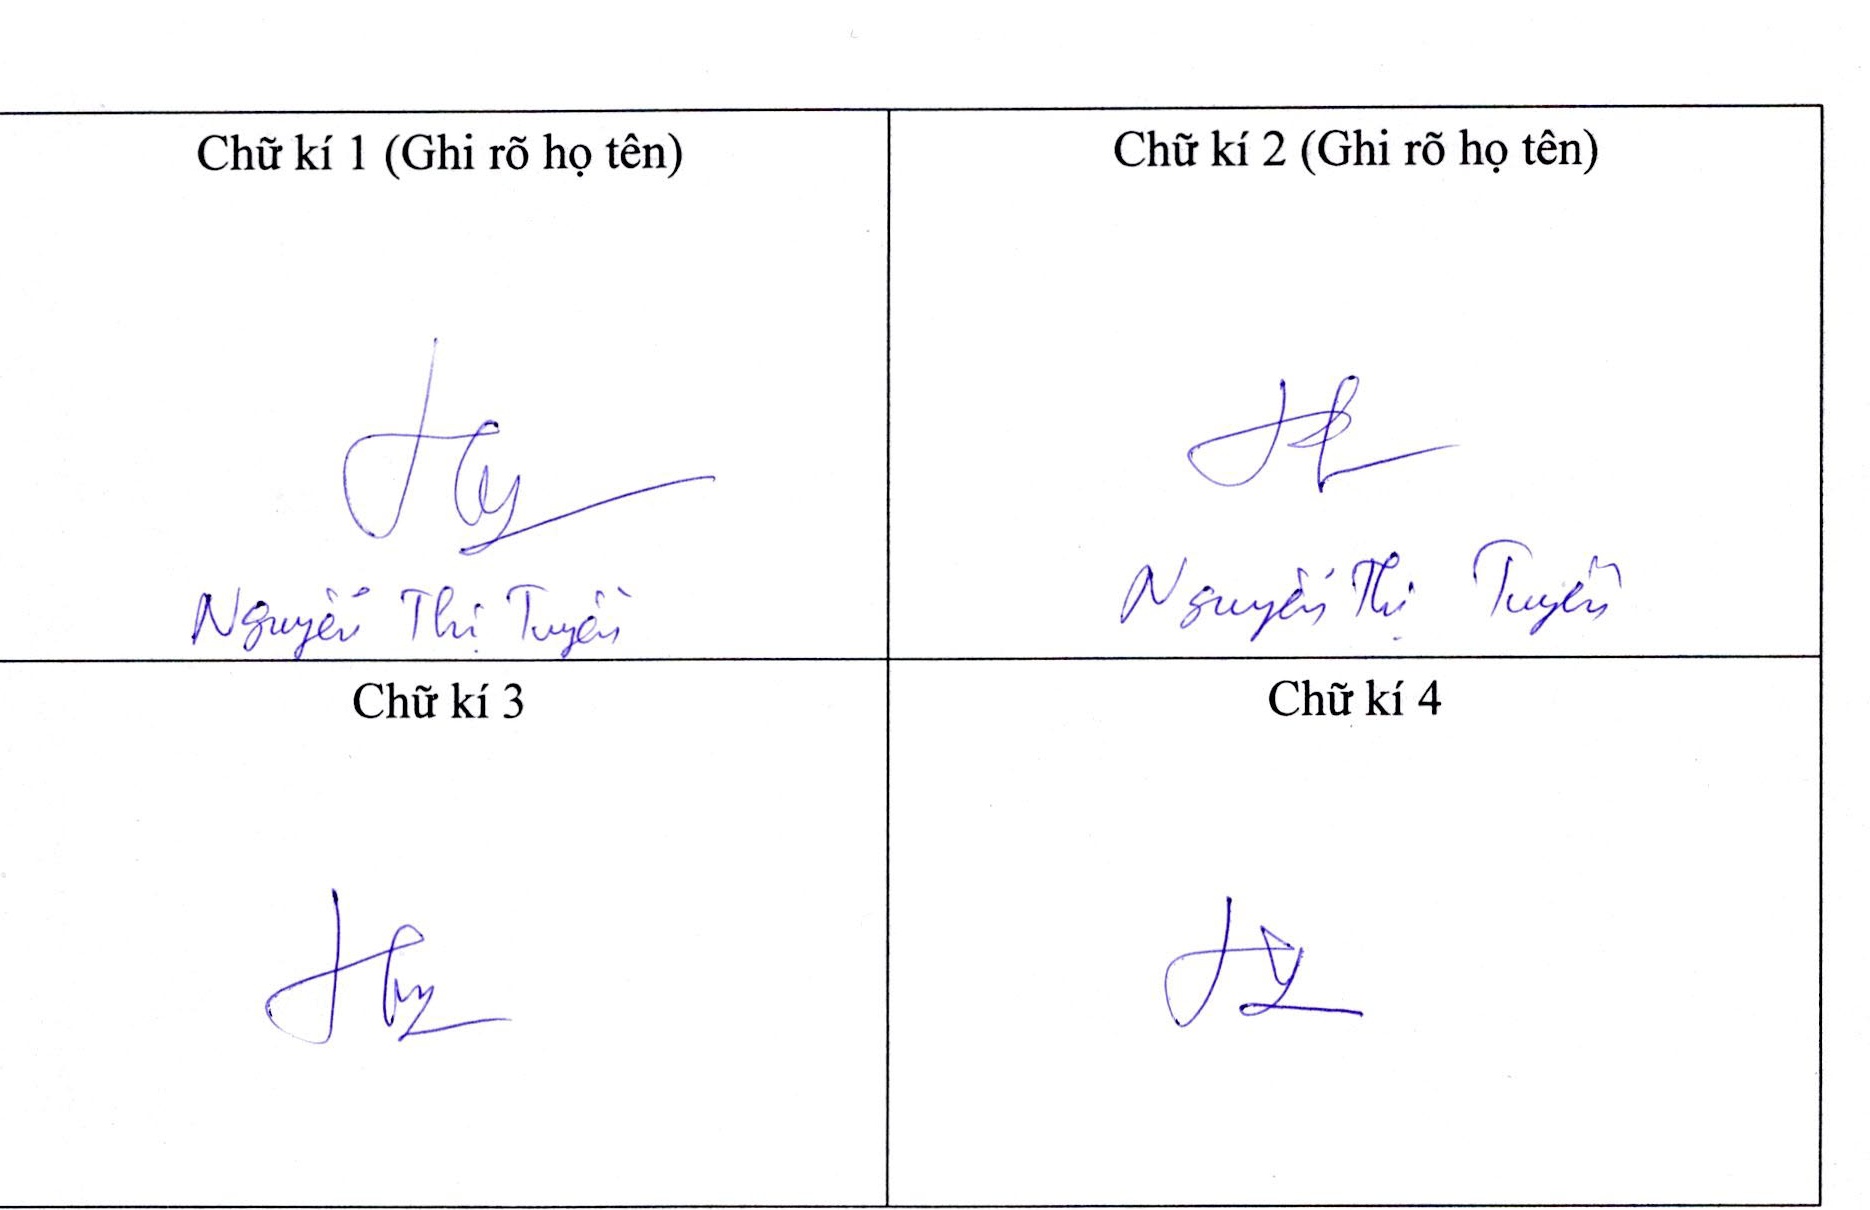 Chữ kí 1 (Ghi rõ họ tên)
Chữ kí 2 (Ghi rõ họ tên)
Nguyễn Thị Tuyền
Nguyễn Thị Tuyền
Chữ kí 3
Chữ kí 4